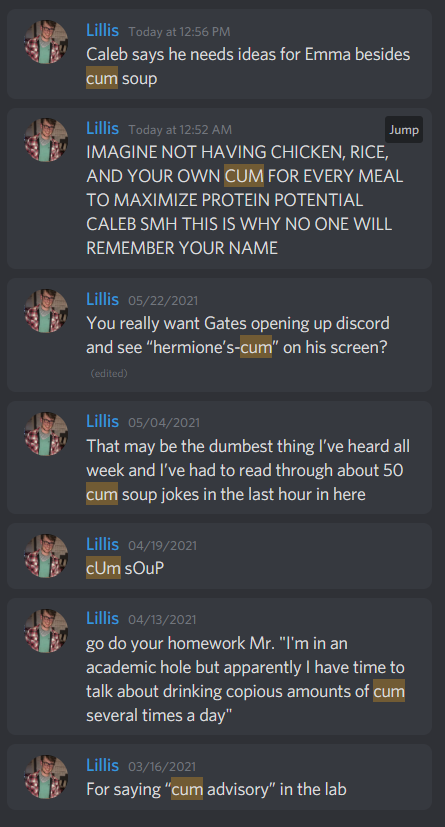 Lillis Today at 12:56 PM
Caleb says he needs ideas for Emma besides
cum soup
Lillis Today at 12:52 AM
Jump
IMAGINE NOT HAVING CHICKEN, RICE,
AND YOUR OWN CUM FOR EVERY MEAL
TO MAXIMIZE PROTEIN POTENTIAL
CALEB SMH THIS IS WHY NO ONE WILL
REMEMBER YOUR NAME
Lillis 05/22/2021
You really want Gates opening up discord
and see “hermione’s-cum” on his screen?
(edited)
Lillis 05/04/2021
That may be the dumbest thing I’ve heard all
week and I’ve had to read through about 50
cum soup jokes in the last hour in here
Lillis 04/19/2021
cUm sOuP
Lillis 04/13/2021
go do your homework Mr. "I'm in an
academic hole but apparently I have time to
talk about drinking copious amounts of cum
several times a day"
Lillis 03/16/2021
For saying “cum advisory” in the lab